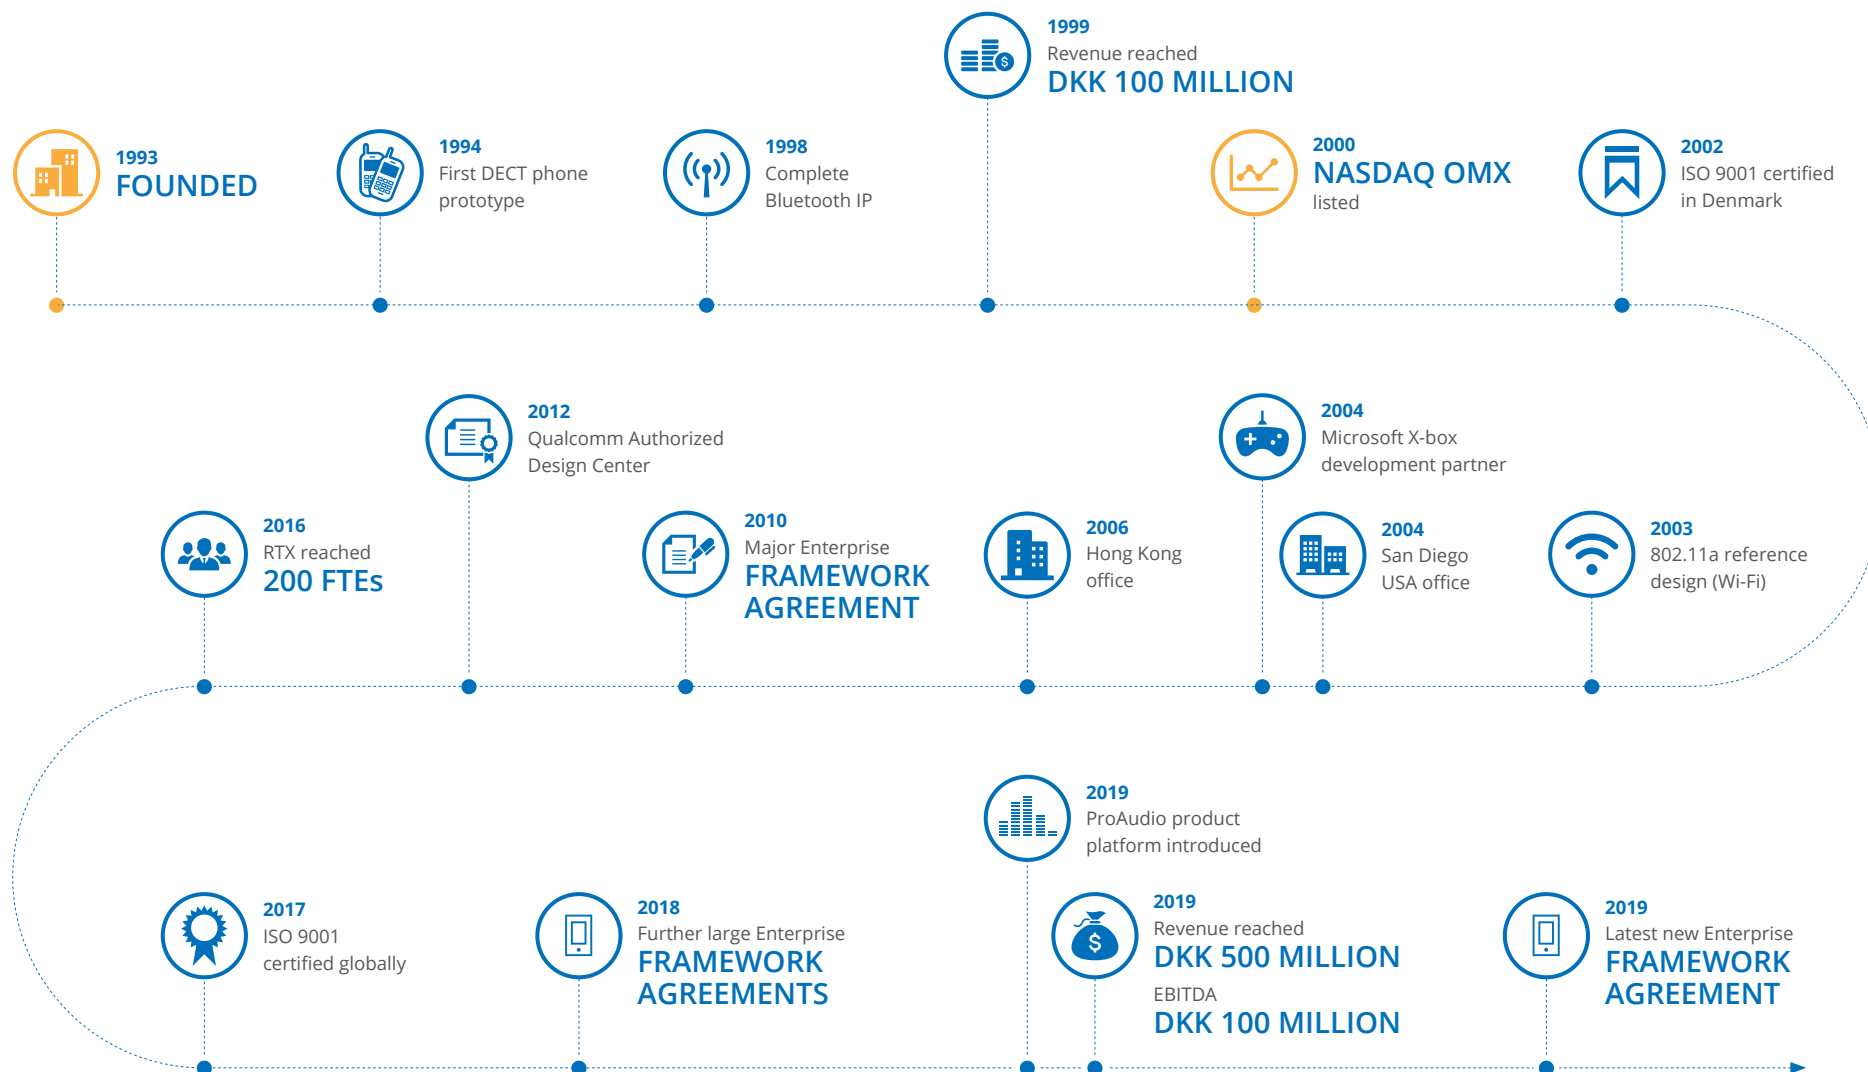 1993
FOUNDED
1994
First DECT phone
prototype
1998
Complete
Bluetooth IP
1999
Revenue reached
DKK 100 MILLION
2000
NASDAQ OMX
listed
2002
ISO 9001 certified
in Denmark
2003
802.11a reference
design (Wi-Fi)
2004
San Diego
USA office
2004
Microsoft X-box
development partner
2006
Hong Kong
office
2010
Major Enterprise
FRAMEWORK
AGREEMENT
2012
Qualcomm Authorized
Design Center
2016
RTX reached
200 FTEs
2017
ISO 9001
certified globally
2018
Further large Enterprise
FRAMEWORK
AGREEMENTS
2019
ProAudio product
platform introduced
2019
Revenue reached
DKK 500 MILLION
EBITDA
DKK 100 MILLION
2019
Latest new Enterprise
FRAMEWORK
AGREEMENT